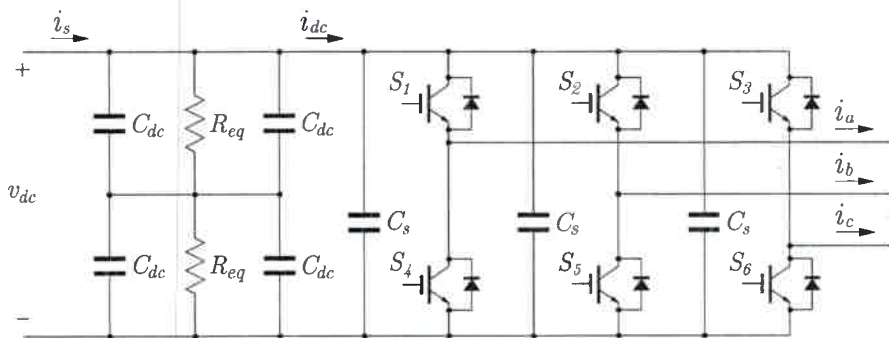 i_s
i_dc
+
S_1
S_2
S_3
i_a
C_dc
R_eq
C_dc
i_b
v_dc
C_s
C_s
C_s
i_c
C_dc
R_eq
C_dc
S_4
S_5
S_6
−